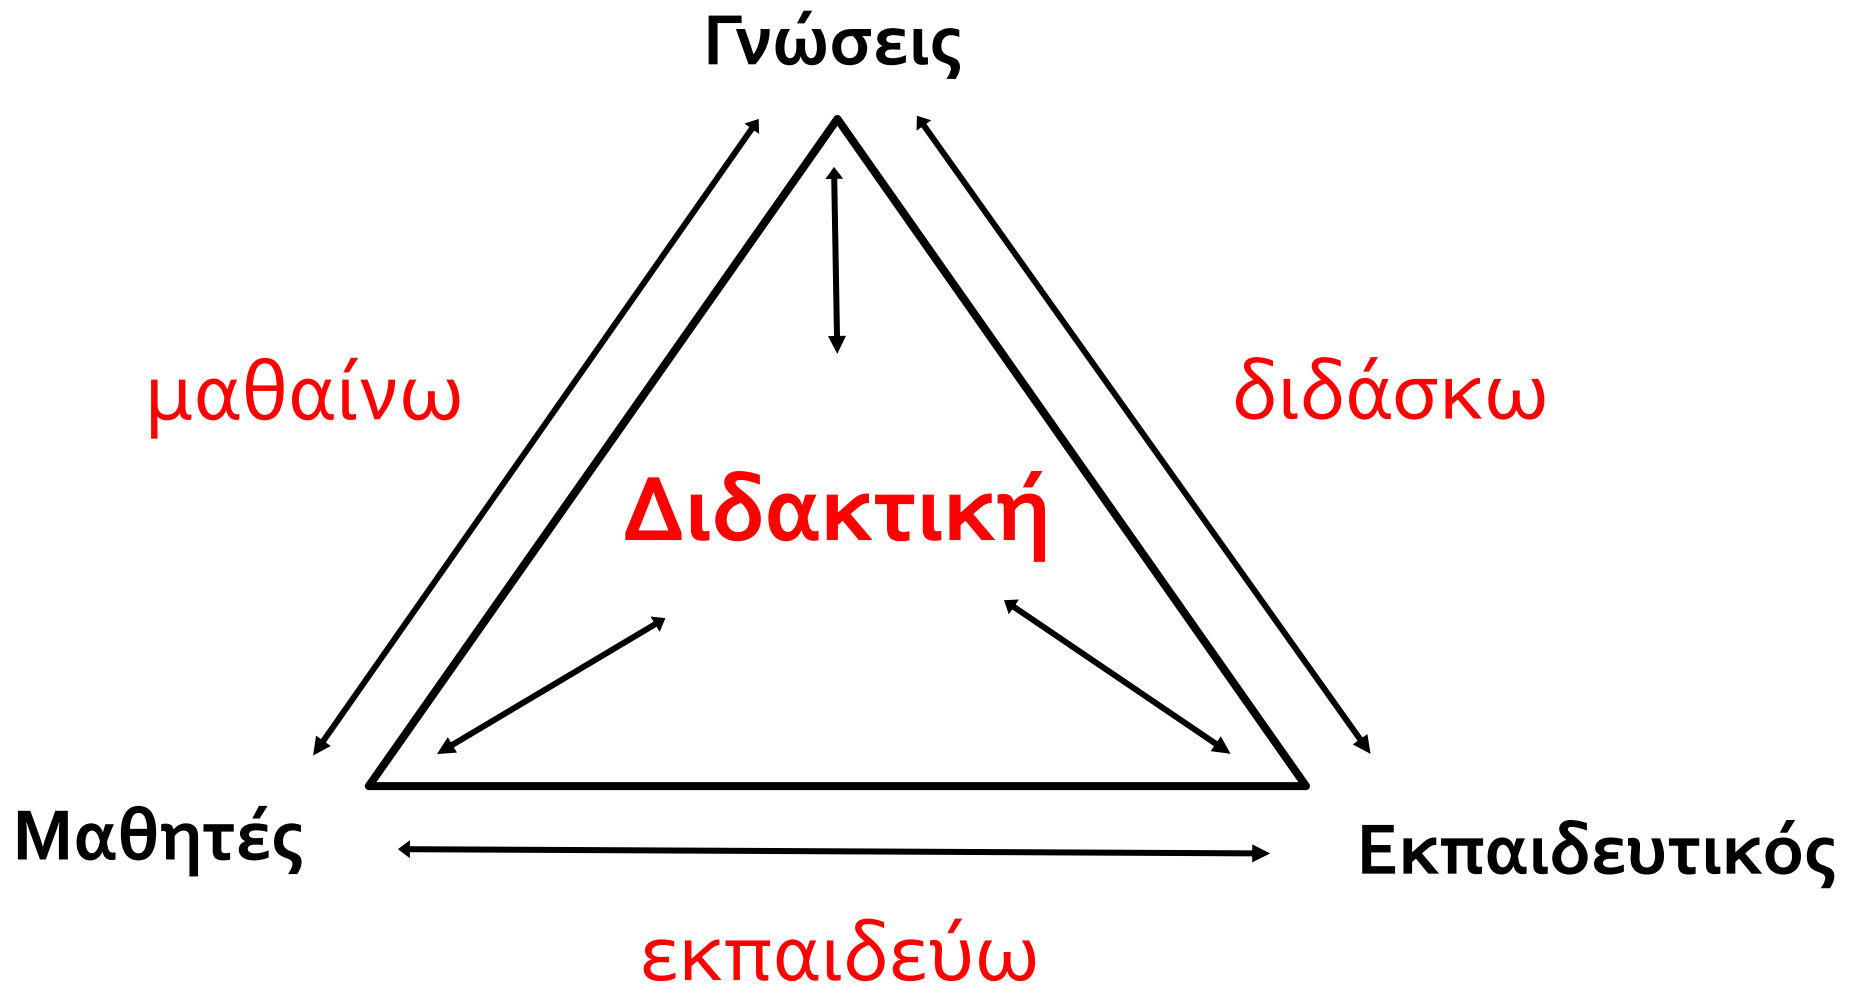 Γνώσεις
μαθαίνω
διδάσκω
Διδακτική
Μαθητές
Εκπαιδευτικός
εκπαιδεύω